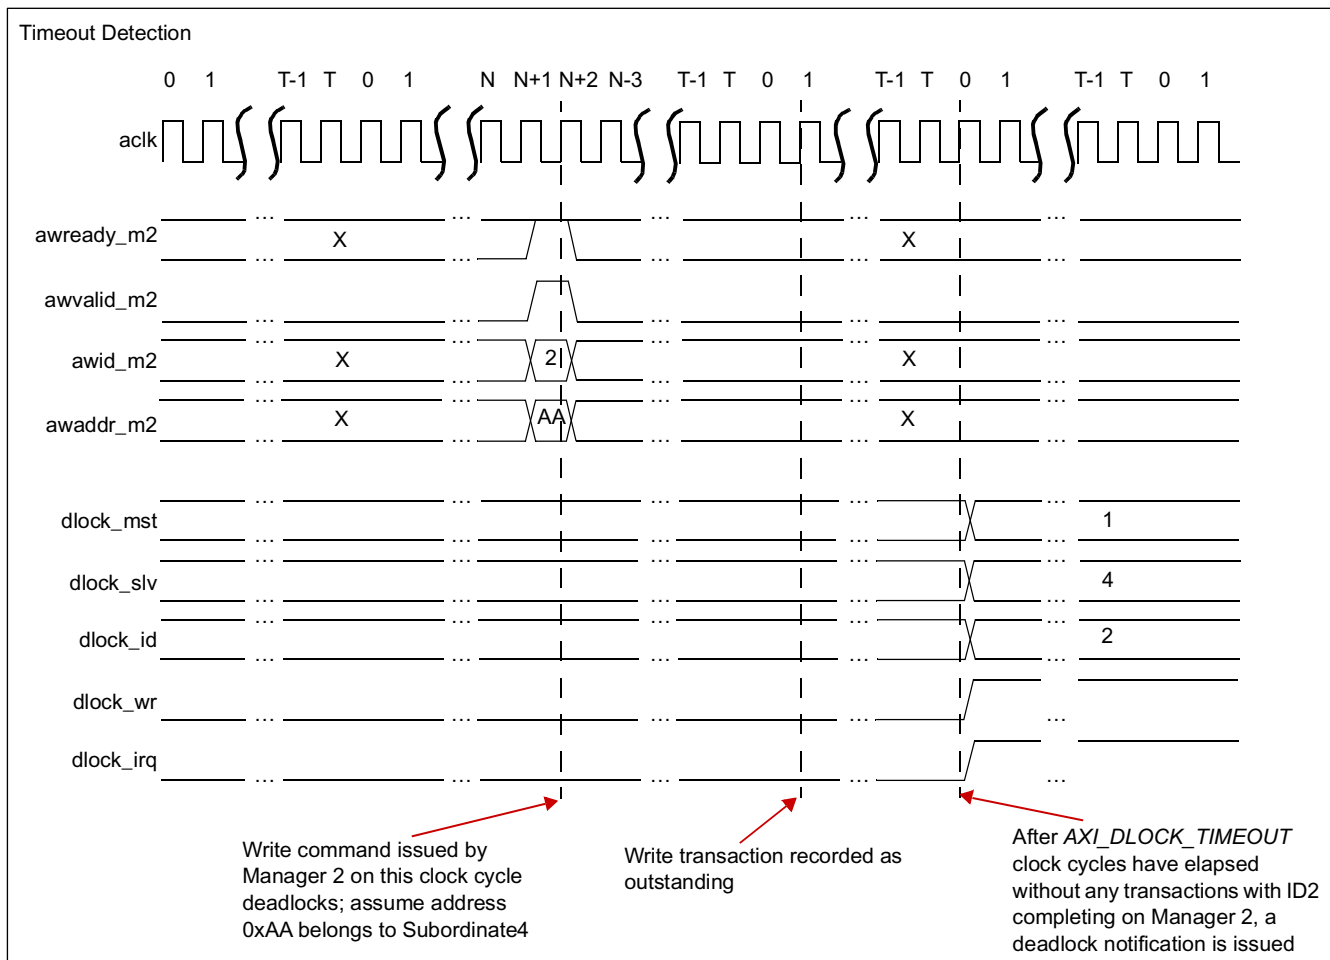 Timeout Detection
0 1 T-1 T 0 1 N N+1 N+2 N-3 T-1 T 0 1 T-1 T 0 1 T-1 T 0 1
aclk
... ... ... ... ...
awready_m2 X X
... ... ... ... ...
awvalid_m2
... ... ... ... ...
awid_m2 X 2 X
... ... ... ... ...
awaddr_m2 X AA X
... ... ... ... ...
dlock_mst 1
... ... ... ... ...
dlock_slv 4
... ... ... ... ...
dlock_id 2
... ... ... ... ...
dlock_wr
... ... ... ... ...
dlock_irq
... ... ... ... ...
Write command issued by
Manager 2 on this clock cycle
deadlocks; assume address
0xAA belongs to Subordinate4
Write transaction recorded as
outstanding
After AXI_DLOCK_TIMEOUT
clock cycles have elapsed
without any transactions with ID2
completing on Manager 2, a
deadlock notification is issued